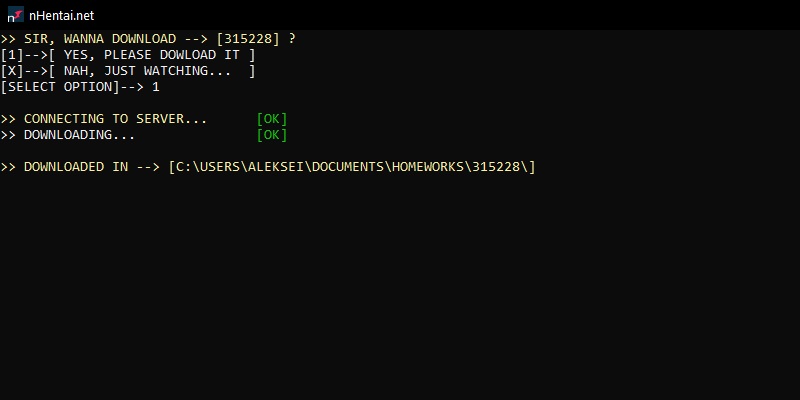 nHentai.net
>> SIR, WANNA DOWNLOAD --> [315228] ?
[1]-->[ YES, PLEASE DOWLOAD IT ]
[X]-->[ NAH, JUST WATCHING...  ]
[SELECT OPTION]--> 1
>> CONNECTING TO SERVER...      [OK]
>> DOWNLOADING...               [OK]
>> DOWNLOADED IN --> [C:\USERS\ALEKSEI\DOCUMENTS\HOMEWORKS\315228\]